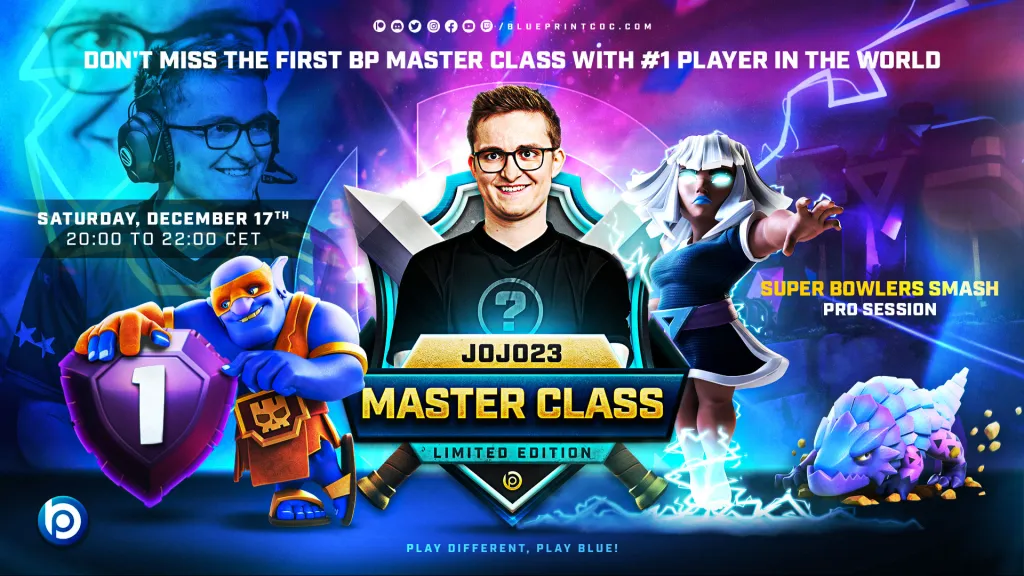 /BLUEPRINTCOC.COM
DON'T MISS THE FIRST BP MASTER CLASS WITH #1 PLAYER IN THE WORLD
SATURDAY, DECEMBER 17TH
20:00 TO 22:00 CET
SUPER BOWLERS SMASH
PRO SESSION
?
1
JOJO23
MASTER CLASS
LIMITED EDITION
PLAY DIFFERENT, PLAY BLUE!